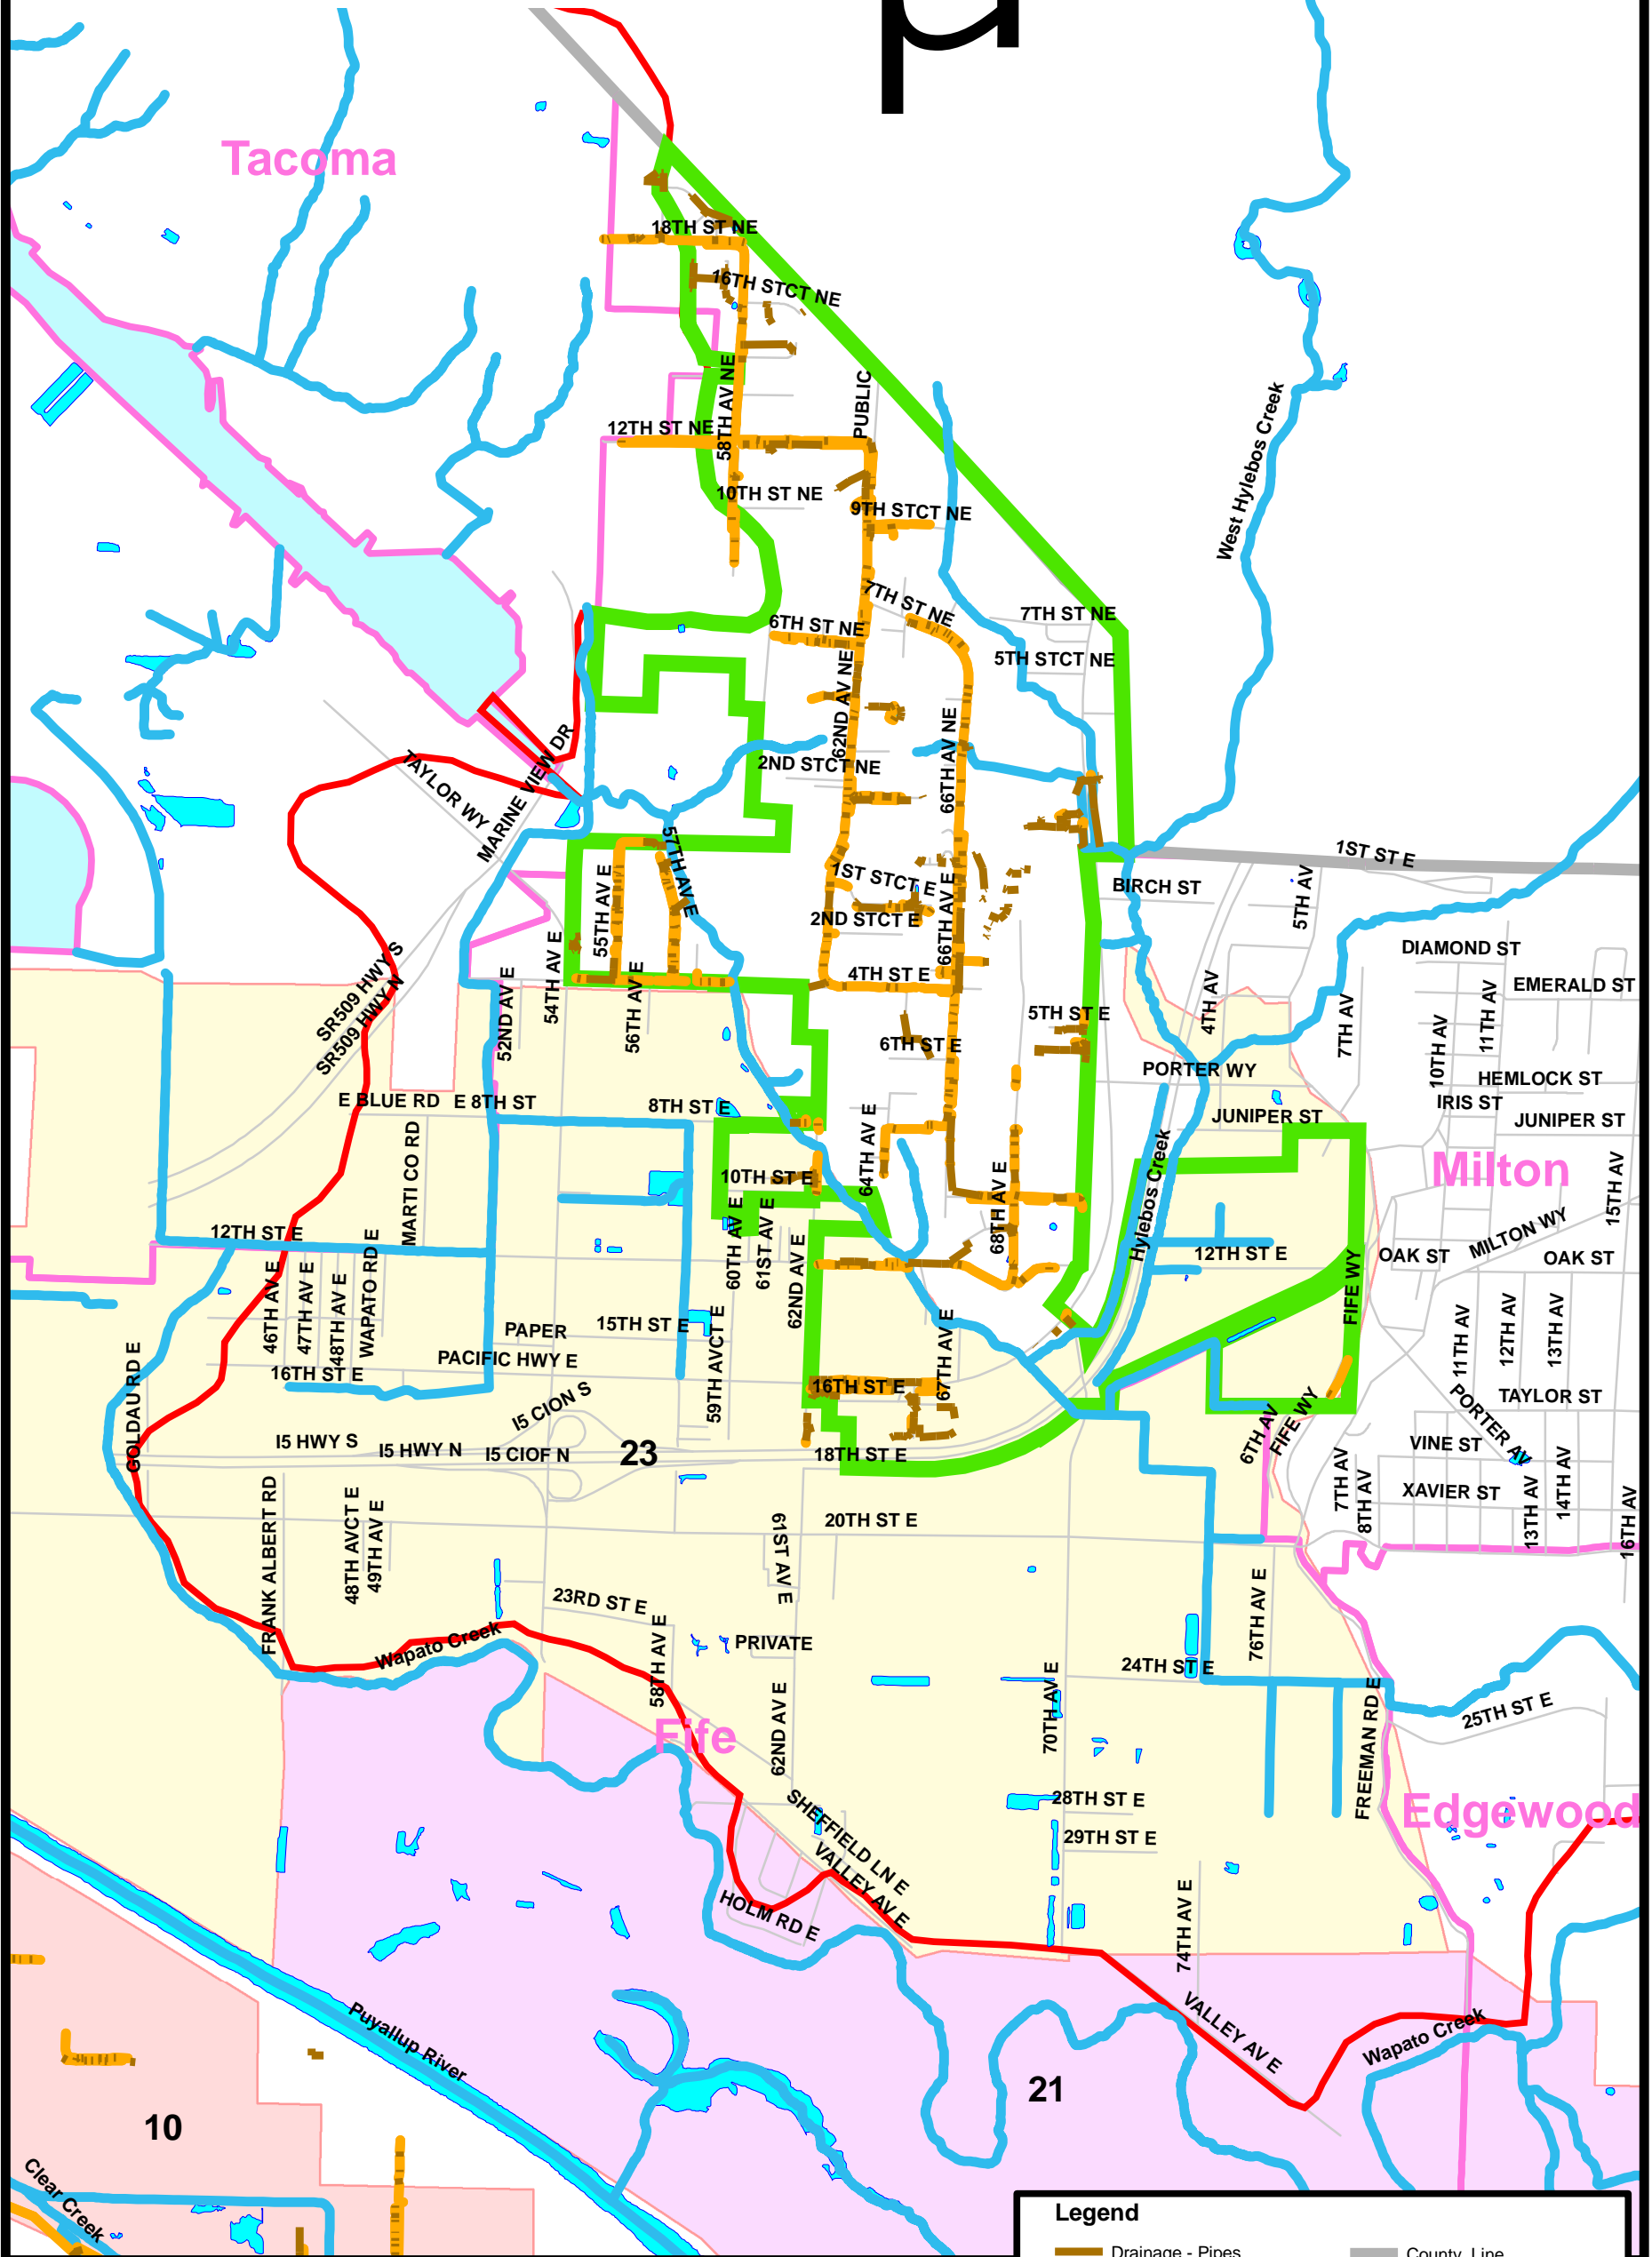 µ
Tacoma
18TH ST NE
16TH STCT NE
58TH AV NE
PUBLIC
12TH ST NE
10TH ST NE
9TH STCT NE
West Hylebos Creek
7TH ST NE
7TH ST NE
6TH ST NE
5TH STCT NE
62ND AV NE
66TH AV NE
2ND STCT NE
TAYLOR WY
MARINE VIEW DR
57TH AV E
1ST ST E
1ST STCT E
BIRCH ST
5TH AV
55TH AV E
2ND STCT E
66TH AV E
DIAMOND ST
SR509 HWY S
SR509 HWY N
52ND AV E
54TH AV E
56TH AV E
4TH ST E
4TH AV
EMERALD ST
5TH ST E
7TH AV
10TH AV
11TH AV
6TH ST E
PORTER WY
HEMLOCK ST
E BLUE RD
E 8TH ST
8TH ST E
IRIS ST
JUNIPER ST
JUNIPER ST
MARTI CO RD
64TH AV E
10TH ST E
Hylebos Creek
Milton
15TH AV
68TH AV E
60TH AV E
61ST AV E
62ND AV E
12TH ST E
12TH ST E
MILTON WY
OAK ST
OAK ST
46TH AV E
47TH AV E
48TH AV E
WAPATO RD E
FIFE WY
PAPER
15TH ST E
59TH AVCT E
67TH AV E
11TH AV
12TH AV
13TH AV
PACIFIC HWY E
16TH ST E
16TH ST E
I5 CION S
TAYLOR ST
PORTER AV
GOLDAU RD E
I5 HWY S
I5 HWY N
I5 CIOF N
23
18TH ST E
6TH AV
FIFE WY
VINE ST
7TH AV
8TH AV
XAVIER ST
13TH AV
14TH AV
16TH AV
FRANK ALBERT RD
48TH AVCT E
49TH AV E
61ST AV E
20TH ST E
23RD ST E
76TH AV E
Wapato Creek
58TH AV E
PRIVATE
24TH ST E
70TH AV E
62ND AV E
25TH ST E
FREEMAN RD E
Fife
SHEFFIELD LN E
VALLEY AV E
28TH ST E
29TH ST E
Edgewood
HOLM RD E
74TH AV E
VALLEY AV E
Puyallup River
Wapato Creek
21
10
Clear Creek
Legend
Drainage - Pipes
County Line